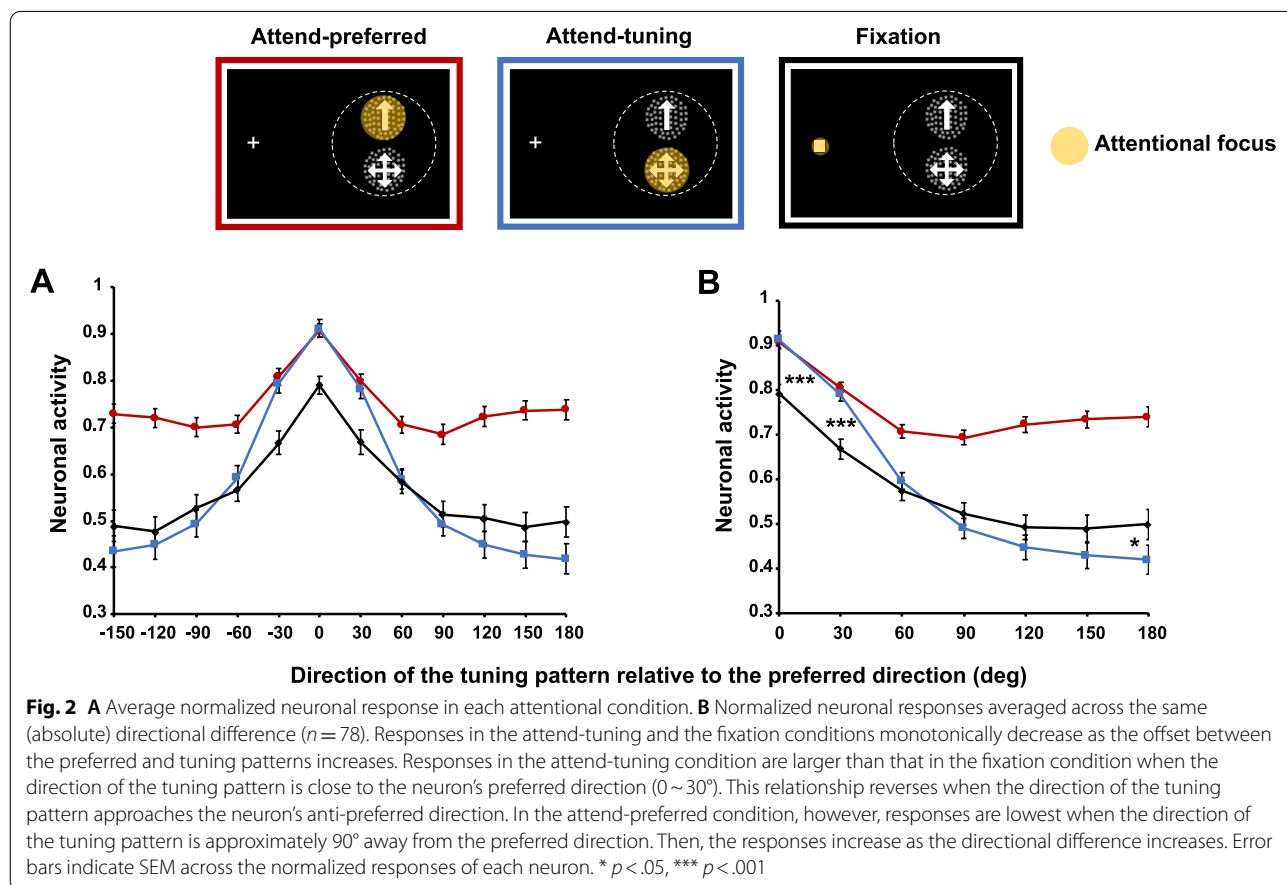 Attend-preferred Attend-tuning Fixation
Attentional focus
A
Neuronal activity
1
0.9
0.8
0.7
0.6
0.5
0.4
0.3
-150 -120 -90 -60 -30 0 30 60 90 120 150 180
B
Neuronal activity
1
0.9
0.8
0.7
0.6
0.5
0.4
0.3
***
***
*
0 30 60 90 120 150 180
Direction of the tuning pattern relative to the preferred direction (deg)
Fig. 2 A Average normalized neuronal response in each attentional condition. B Normalized neuronal responses averaged across the same
(absolute) directional difference (n = 78). Responses in the attend-tuning and the fixation conditions monotonically decrease as the offset between
the preferred and tuning patterns increases. Responses in the attend-tuning condition are larger than that in the fixation condition when the
direction of the tuning pattern is close to the neuron's preferred direction (0 ~ 30°). This relationship reverses when the direction of the tuning
pattern approaches the neuron's anti-preferred direction. In the attend-preferred condition, however, responses are lowest when the direction of
the tuning pattern is approximately 90° away from the preferred direction. Then, the responses increase as the directional difference increases. Error
bars indicate SEM across the normalized responses of each neuron. * p < .05, *** p < .001